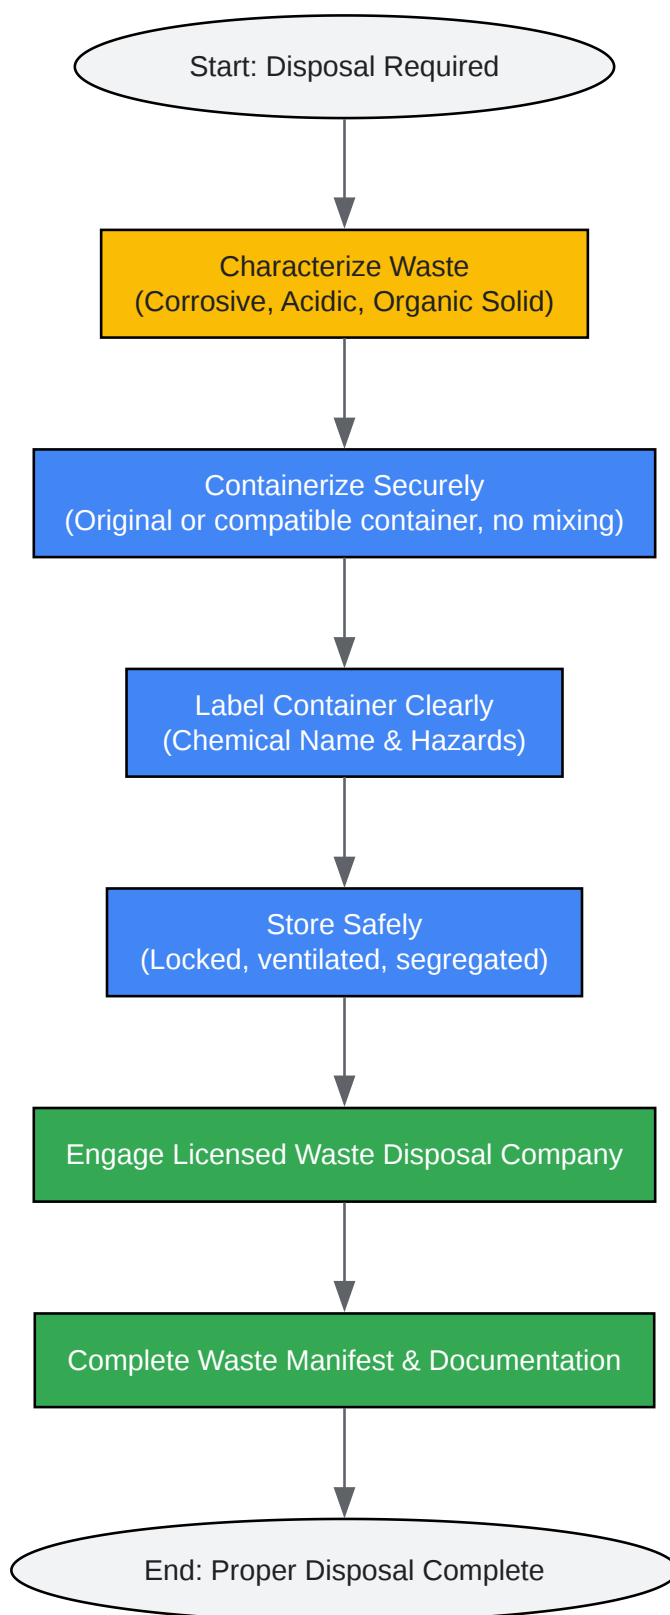 Start: Disposal Required
Characterize Waste
(Corrosive, Acidic, Organic Solid)
Containerize Securely
(Original or compatible container, no mixing)
Label Container Clearly
(Chemical Name & Hazards)
Store Safely
(Locked, ventilated, segregated)
Engage Licensed Waste Disposal Company
Complete Waste Manifest & Documentation
End: Proper Disposal Complete